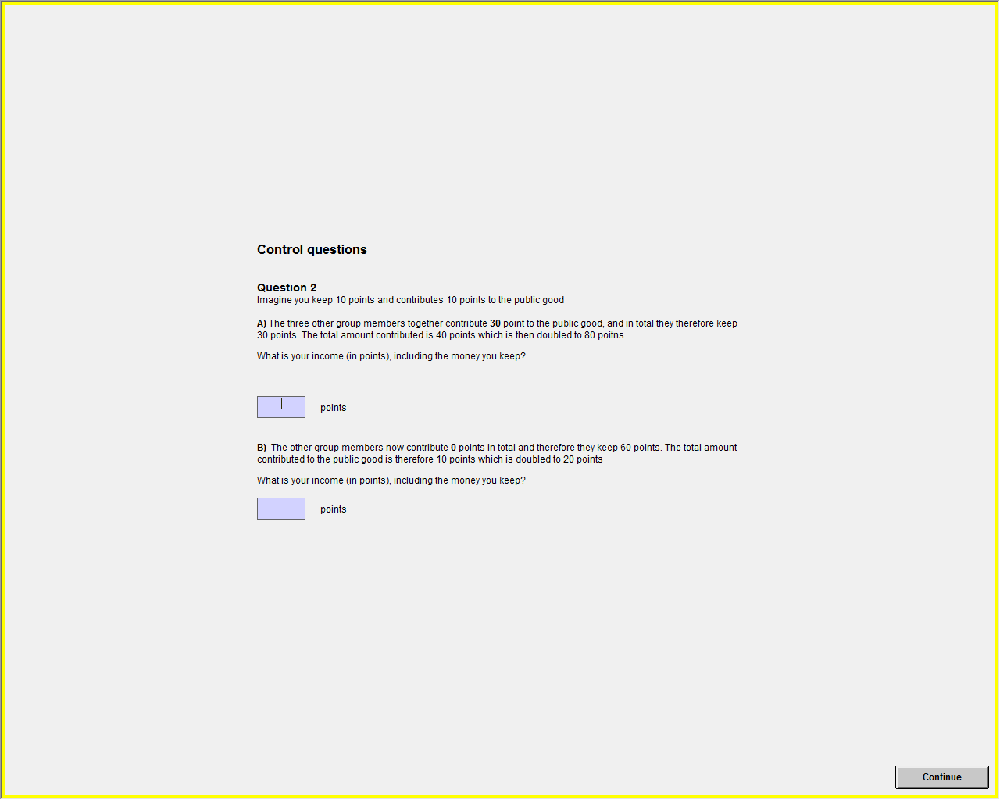 Control questions
Question 2
Imagine you keep 10 points and contributes 10 points to the public good
A) The three other group members together contribute 30 point to the public good, and in total they therefore keep
30 points. The total amount contributed is 40 points which is then doubled to 80 poitns
What is your income (in points), including the money you keep?
points
B) The other group members now contribute 0 points in total and therefore they keep 60 points. The total amount
contributed to the public good is therefore 10 points which is doubled to 20 points
What is your income (in points), including the money you keep?
points
Continue